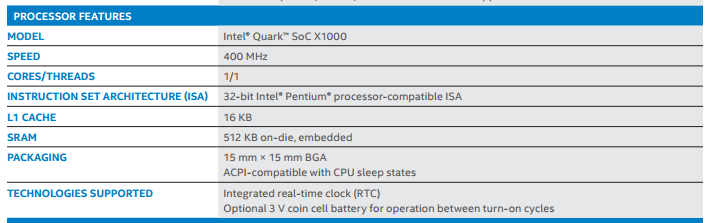 PROCESSOR FEATURES
MODEL Intel® Quark™ SoC X1000
SPEED 400 MHz
CORES/THREADS 1/1
INSTRUCTION SET ARCHITECTURE (ISA) 32-bit Intel® Pentium® processor-compatible ISA
L1 CACHE 16 KB
SRAM 512 KB on-die, embedded
PACKAGING 15 mm × 15 mm BGA
ACPI-compatible with CPU sleep states
TECHNOLOGIES SUPPORTED Integrated real-time clock (RTC)
Optional 3 V coin cell battery for operation between turn-on cycles